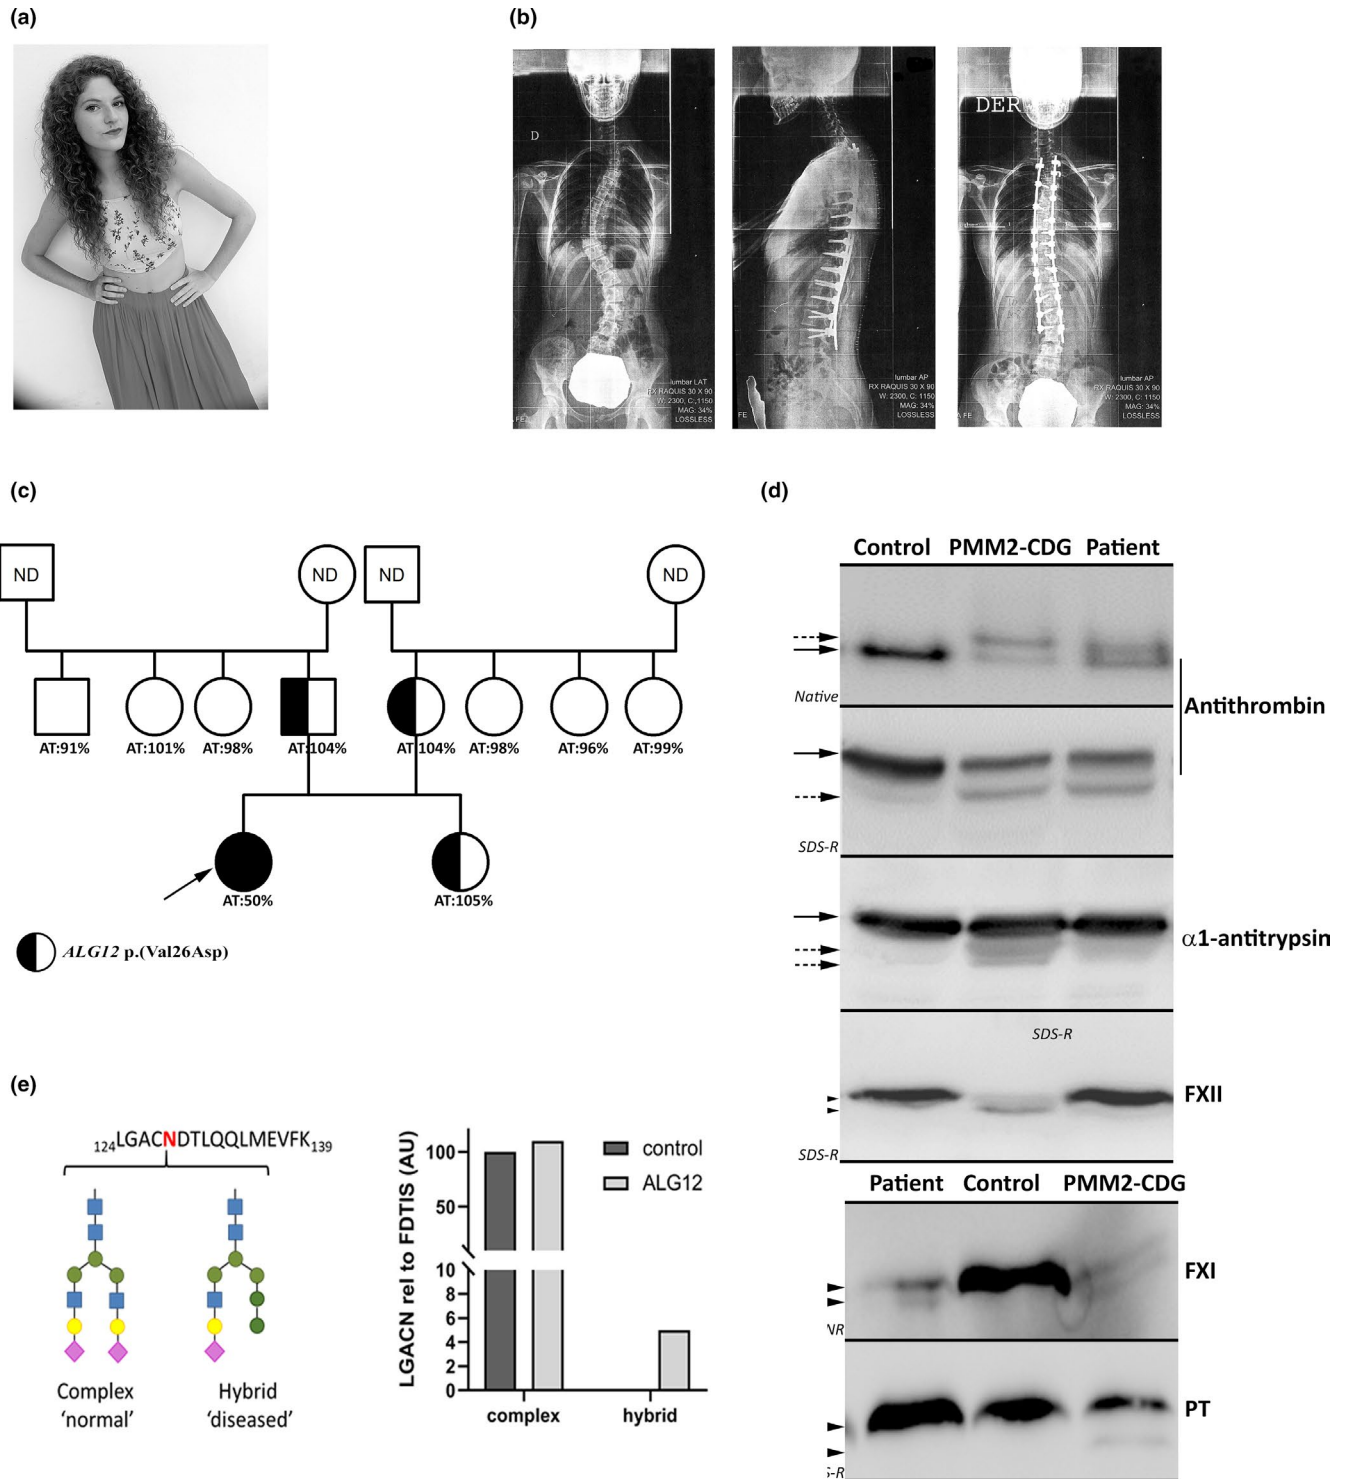 (a)
(b)
D
lumbar LAT
RX RAQUIS 30 X 90
W: 2300, C:,1150
MAG: 34%
LOSSLESS
FE
lumbar AP
RX RAQUIS 30 X 90
W: 2300, C: 1150
MAG: 34%
LOSSLESS
FE
DER
lumbar AP
RX RAQUIS 30 X 90
W: 2300, C: 1150
MAG: 34%
LOSSLESS
A FE
(c)
ND ND ND ND
AT:91% AT:101% AT:98% AT:104% AT:104% AT:98% AT:96% AT:99%
AT:50% AT:105%
ALG12 p.(Val26Asp)
(d)
Control PMM2-CDG Patient
Native
Antithrombin
SDS-R
α1-antitrypsin
SDS-R
FXII
SDS-R
Patient Control PMM2-CDG
FXI
NR
PT
S-R
(e)
124LGACNDTLQQLMEVFK139
Complex
‘normal’
Hybrid
‘diseased’
LGACN rel to FDTIS (AU)
100
50
10
8
6
4
2
0
control
ALG12
complex hybrid